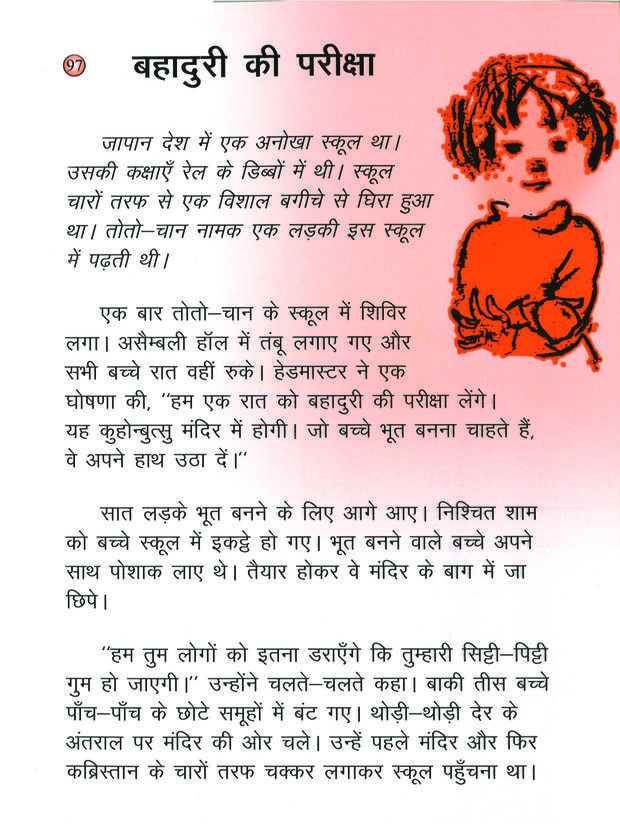 97 बहादुरी की परीक्षा
जापान देश में एक अनोखा स्कूल था।
उसकी कक्षाएँ रेल के डिब्बों में थी। स्कूल
चारों तरफ से एक विशाल बगीचे से घिरा हुआ
था। तोतो–चान नामक एक लड़की इस स्कूल
में पढ़ती थी।
एक बार तोतो–चान के स्कूल में शिविर
लगा। असैम्बली हॉल में तंबू लगाए गए और
सभी बच्चे रात वहीं रुके। हेडमास्टर ने एक
घोषणा की, “हम एक रात को बहादुरी की परीक्षा लेंगे।
यह कुहोन्बुत्सु मंदिर में होगी। जो बच्चे भूत बनना चाहते हैं,
वे अपने हाथ उठा दें।”
सात लड़के भूत बनने के लिए आगे आए। निश्चित शाम
को बच्चे स्कूल में इकट्ठे हो गए। भूत बनने वाले बच्चे अपने
साथ पोशाक लाए थे। तैयार होकर वे मंदिर के बाग में जा
छिपे।
“हम तुम लोगों को इतना डराएँगे कि तुम्हारी सिट्टी–पिट्टी
गुम हो जाएगी।” उन्होंने चलते–चलते कहा। बाकी तीस बच्चे
पाँच–पाँच के छोटे समूहों में बंट गए। थोड़ी–थोड़ी देर के
अंतराल पर मंदिर की ओर चले। उन्हें पहले मंदिर और फिर
कब्रिस्तान के चारों तरफ चक्कर लगाकर स्कूल पहुँचना था।